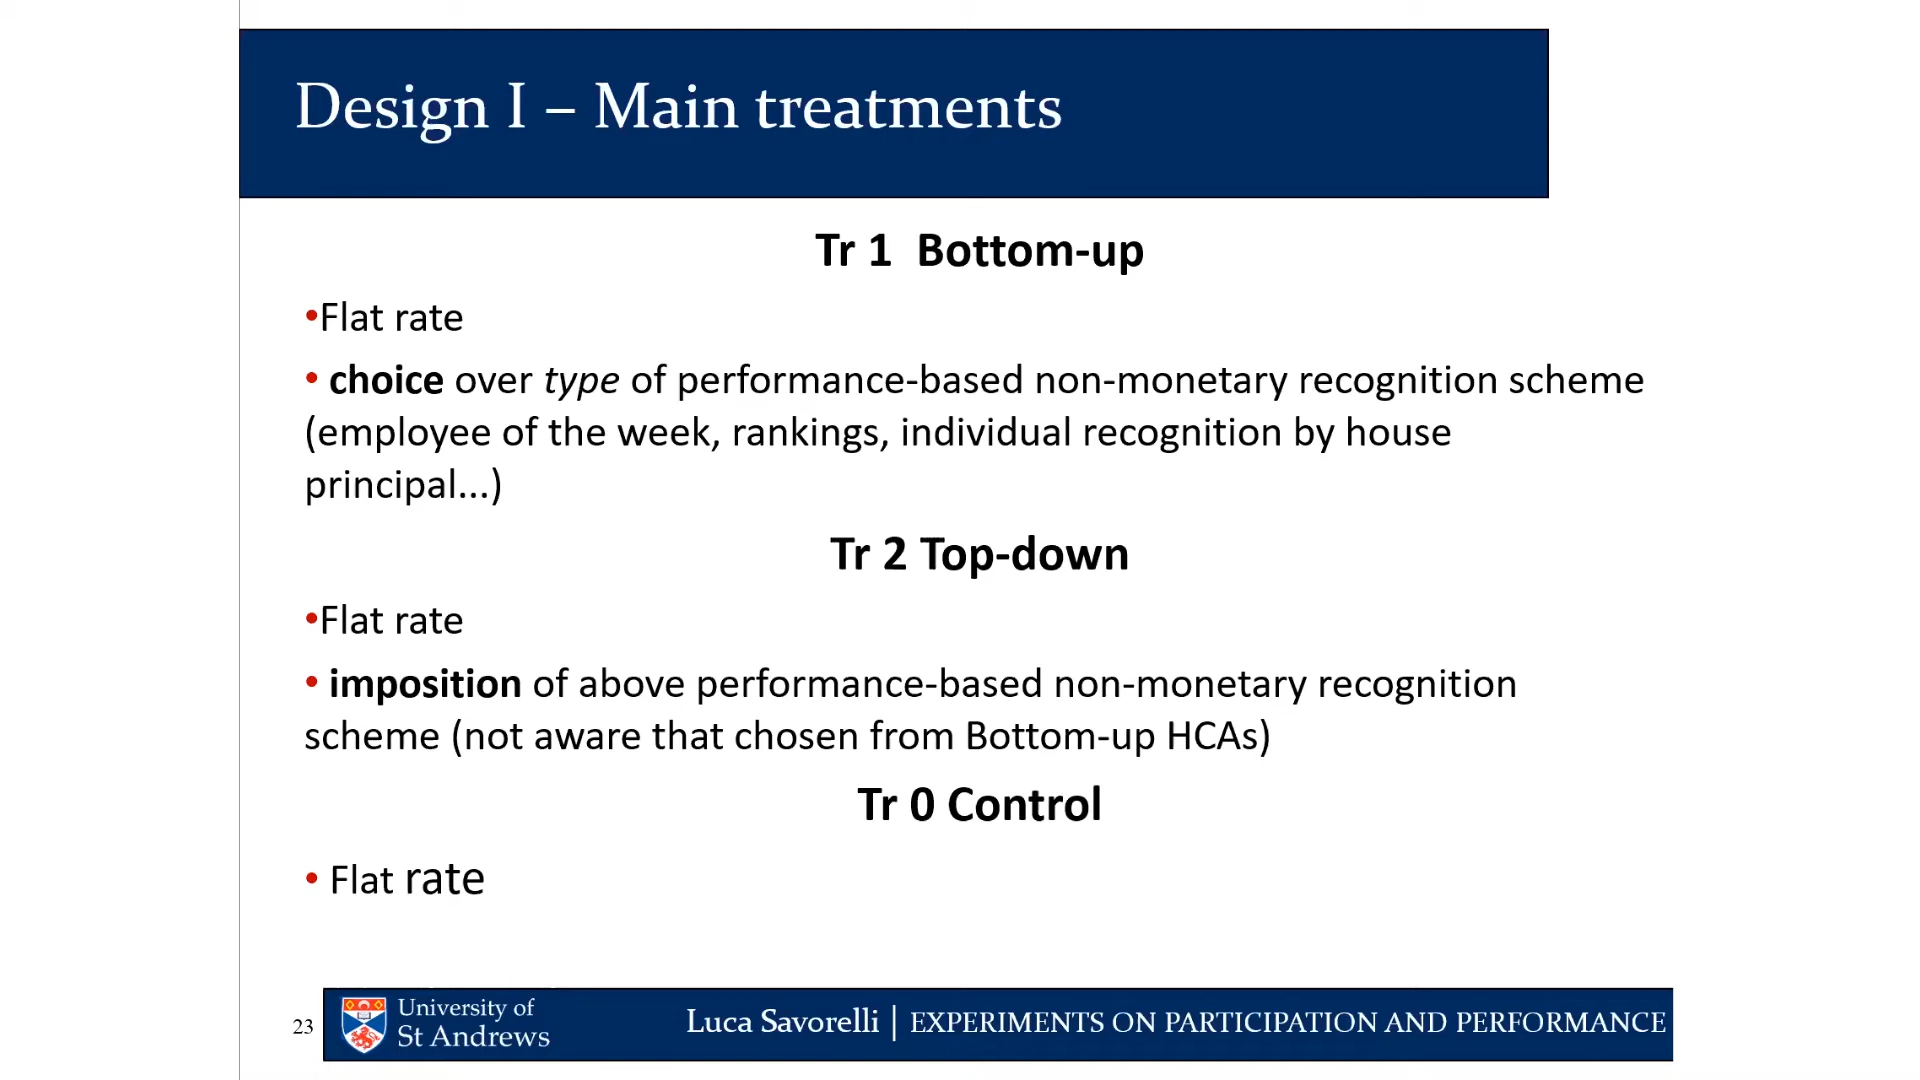 Design I – Main treatments
Tr 1 Bottom-up
•Flat rate
• choice over type of performance-based non-monetary recognition scheme
(employee of the week, rankings, individual recognition by house
principal...)
Tr 2 Top-down
•Flat rate
• imposition of above performance-based non-monetary recognition
scheme (not aware that chosen from Bottom-up HCAs)
Tr 0 Control
• Flat rate
23
University of
St Andrews
Luca Savorelli | EXPERIMENTS ON PARTICIPATION AND PERFORMANCE